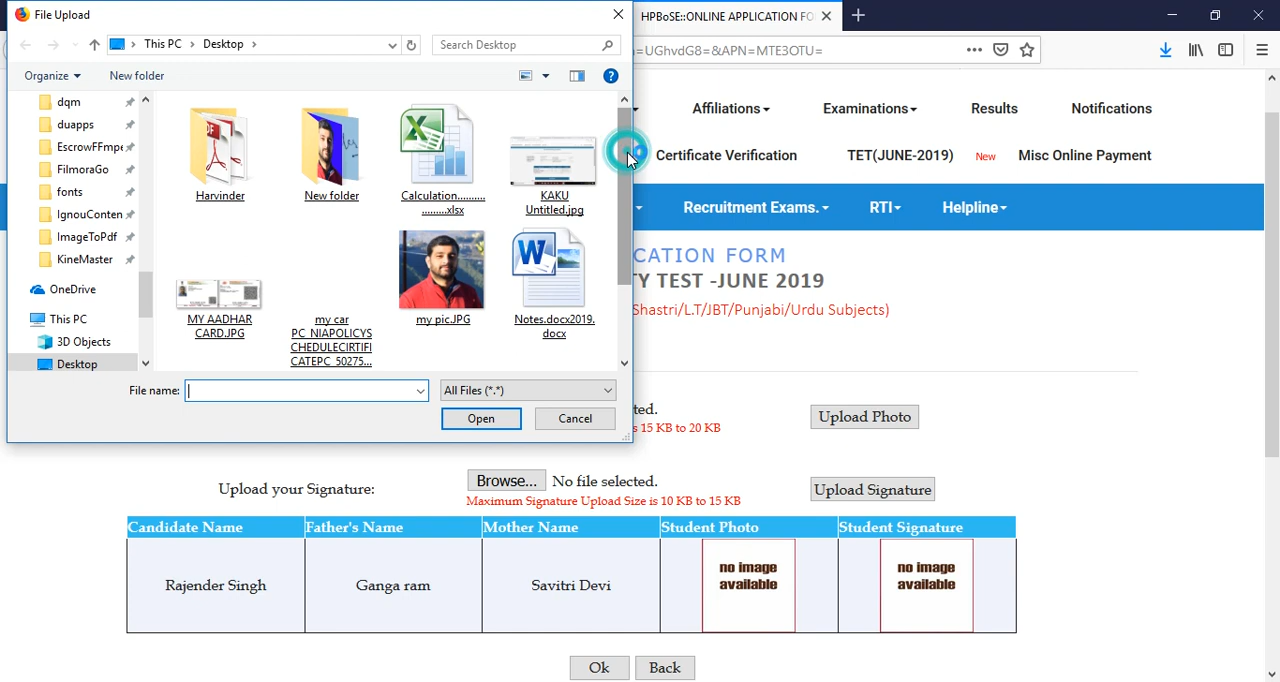 File Upload
HPBoSE::ONLINE APPLICATION FO
This PC > Desktop >
Search Desktop
=UGhvdG8=&APN=MTE3OTU=
Organize
New folder
dqm
duapps
EscrowFFmpe
FilmoraGo
fonts
IgnouConten
ImageToPdf
KineMaster
OneDrive
This PC
3D Objects
Desktop
Harvinder
New folder
Calculation..........
..........xlsx
KAKU
Untitled.jpg
MY AADHAR
CARD.JPG
my car
PC_NIAPOLICYS
CHEDULECIRTIFI
CATEPC_50275...
my pic.JPG
Notes.docx2019.
docx
File name:
All Files (*.*)
Open
Cancel
Affiliations
Examinations
Results
Notifications
Certificate Verification
TET(JUNE-2019)
New
Misc Online Payment
Recruitment Exams.
RTI
Helpline
CATION FORM
TY TEST -JUNE 2019
Shastri/L.T/JBT/Punjabi/Urdu Subjects)
ted.
s 15 KB to 20 KB
Upload Photo
Upload your Signature:
Browse...
No file selected.
Maximum Signature Upload Size is 10 KB to 15 KB
Upload Signature
Candidate Name
Father's Name
Mother Name
Student Photo
Student Signature
Rajender Singh
Ganga ram
Savitri Devi
no image
available
no image
available
Ok
Back